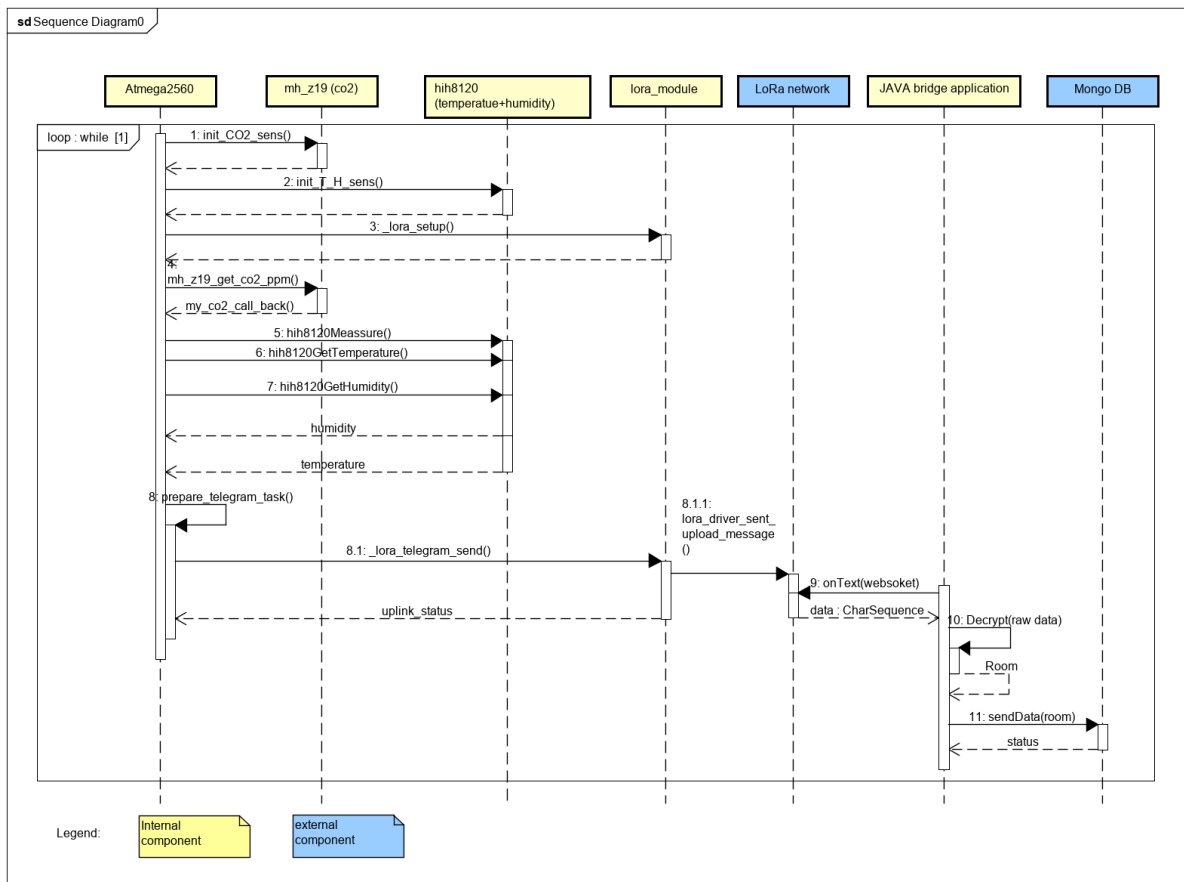 sd Sequence Diagram0
Atmega2560
mh_z19 (co2)
hih8120
(temperatue+humidity)
lora_module
LoRa network
JAVA bridge application
Mongo DB
loop : while [1]
1: init_CO2_sens()
2: init_T_H_sens()
3: _lora_setup()
4:
mh_z19_get_co2_ppm()
my_co2_call_back()
5: hih8120Meassure()
6: hih8120GetTemperature()
7: hih8120GetHumidity()
humidity
temperature
8: prepare_telegram_task()
8.1: _lora_telegram_send()
8.1.1:
lora_driver_sent_
upload_message
()
9: onText(websoket)
uplink_status
data : CharSequence
10: Decrypt(raw data)
Room
11: sendData(room)
status
Legend:
Internal
component
external
component